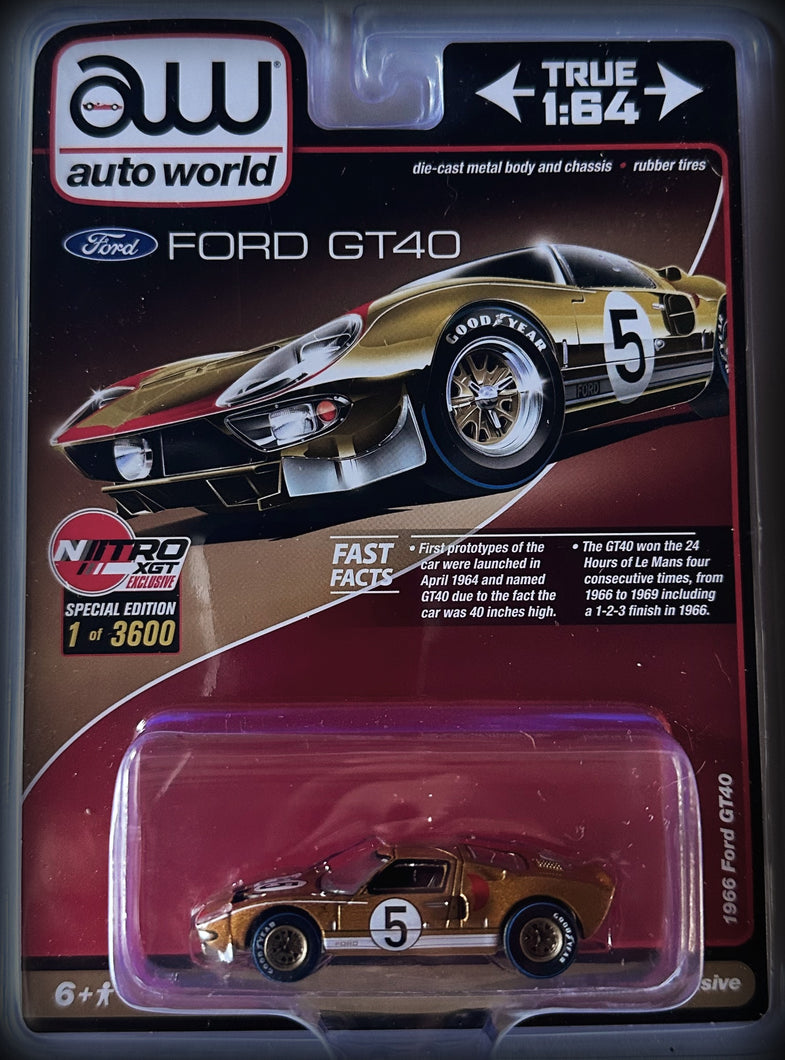 aw®
auto world
TRUE
1:64
die-cast metal body and chassis • rubber tires
Ford
FORD GT40
GOODYEAR
5
FORD
NITRO
XGT
EXCLUSIVE
SPECIAL EDITION
1 of 3600
FAST
FACTS
• First prototypes of the
car were launched in
April 1964 and named
GT40 due to the fact the
car was 40 inches high.
• The GT40 won the 24
Hours of Le Mans four
consecutive times, from
1966 to 1969 including
a 1-2-3 finish in 1966.
1966 Ford GT40
5
FORD
GOODYEAR
GOODYEAR
6+
sive